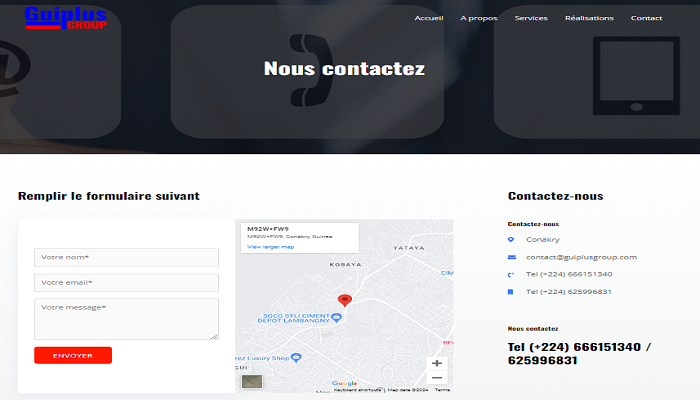 Guiplus
GROUP
Accueil
A propos
Services
Réalisations
Contact
@
Nous contactez
Remplir le formulaire suivant
Votre nom*
Votre email*
Votre message*
ENVOYER
M92W+FW9
M92W+FW9, Conakry, Guinea
View larger map
YATAYA
KOBAYA
CIM
SGCG SYLI CIMENT
DEPOT LAMBANGNY
rez Luxury Shop
GUI
+
−
Google
Keyboard shortcuts
Map data ©2024
Terms
Contactez-nous
Contactez-nous
Conakry
contact@guiplusgroup.com
Tel (+224) 666151340
Tel (+224) 625996831
Nous contactez
Tel (+224) 666151340 /
625996831